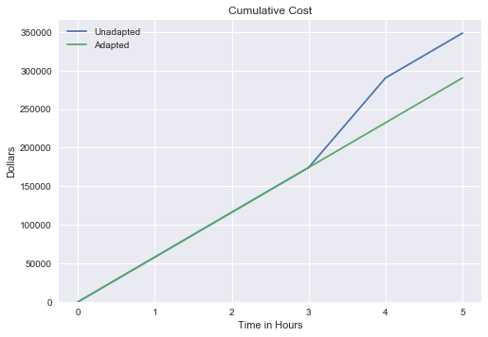 Cumulative Cost
Unadapted
Adapted
350000
300000
250000
200000
150000
100000
50000
0
Dollars
0 1 2 3 4 5
Time in Hours